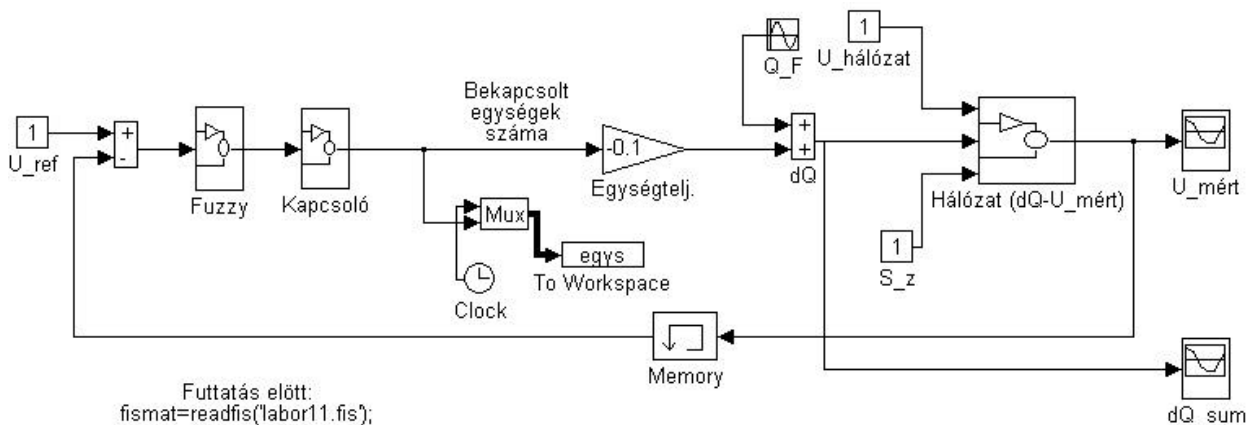 1
U_ref
+
-
Fuzzy
Kapcsoló
Bekapcsolt
egységek
száma
-0.1
Egységtelj.
Mux
Clock
egys
To Workspace
Q_F
+
+
dQ
1
U_hálózat
1
S_z
Hálózat (dQ-U_mért)
U_mért
Memory
dQ_sum
Futtatás elött:
fismat=readfis('labor11.fis');